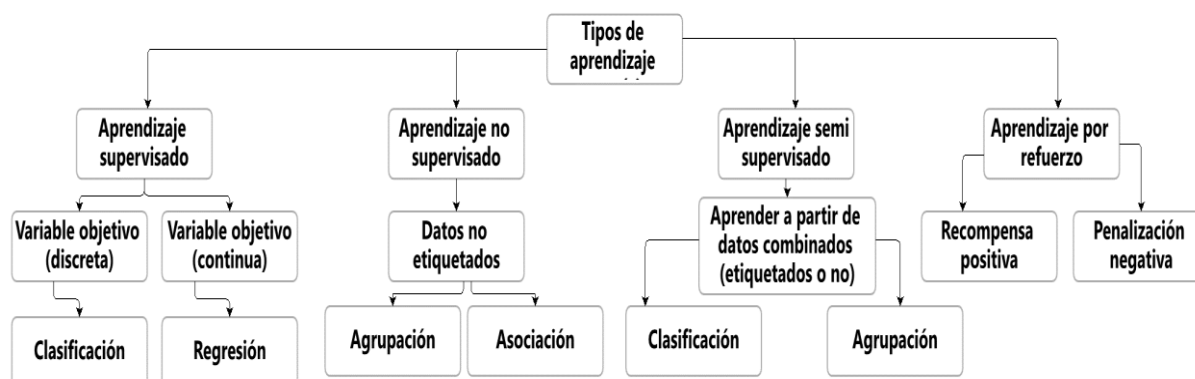 Tipos de
aprendizaje
Aprendizaje
supervisado
Aprendizaje no
supervisado
Aprendizaje semi
supervisado
Aprendizaje por
refuerzo
Variable objetivo
(discreta)
Variable objetivo
(continua)
Datos no
etiquetados
Aprender a partir de
datos combinados
(etiquetados o no)
Recompensa
positiva
Penalización
negativa
Clasificación
Regresión
Agrupación
Asociación
Clasificación
Agrupación